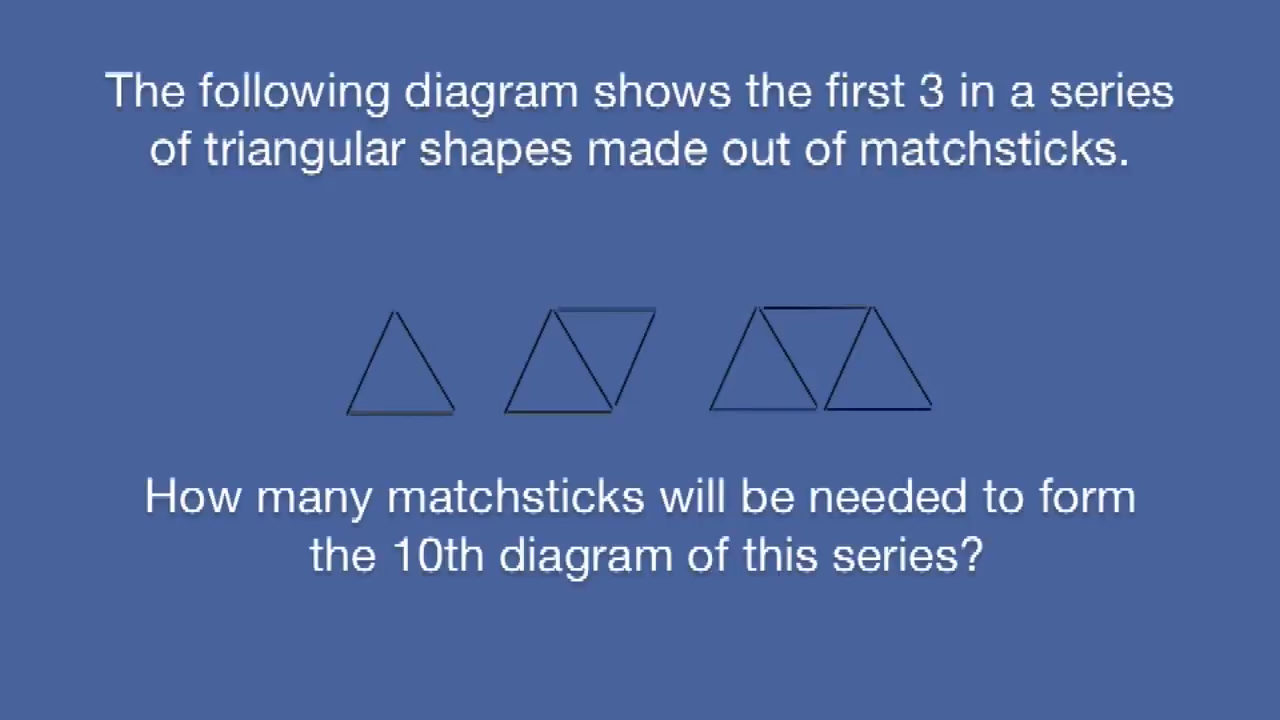 The following diagram shows the first 3 in a series
of triangular shapes made out of matchsticks.
How many matchsticks will be needed to form
the 10th diagram of this series?